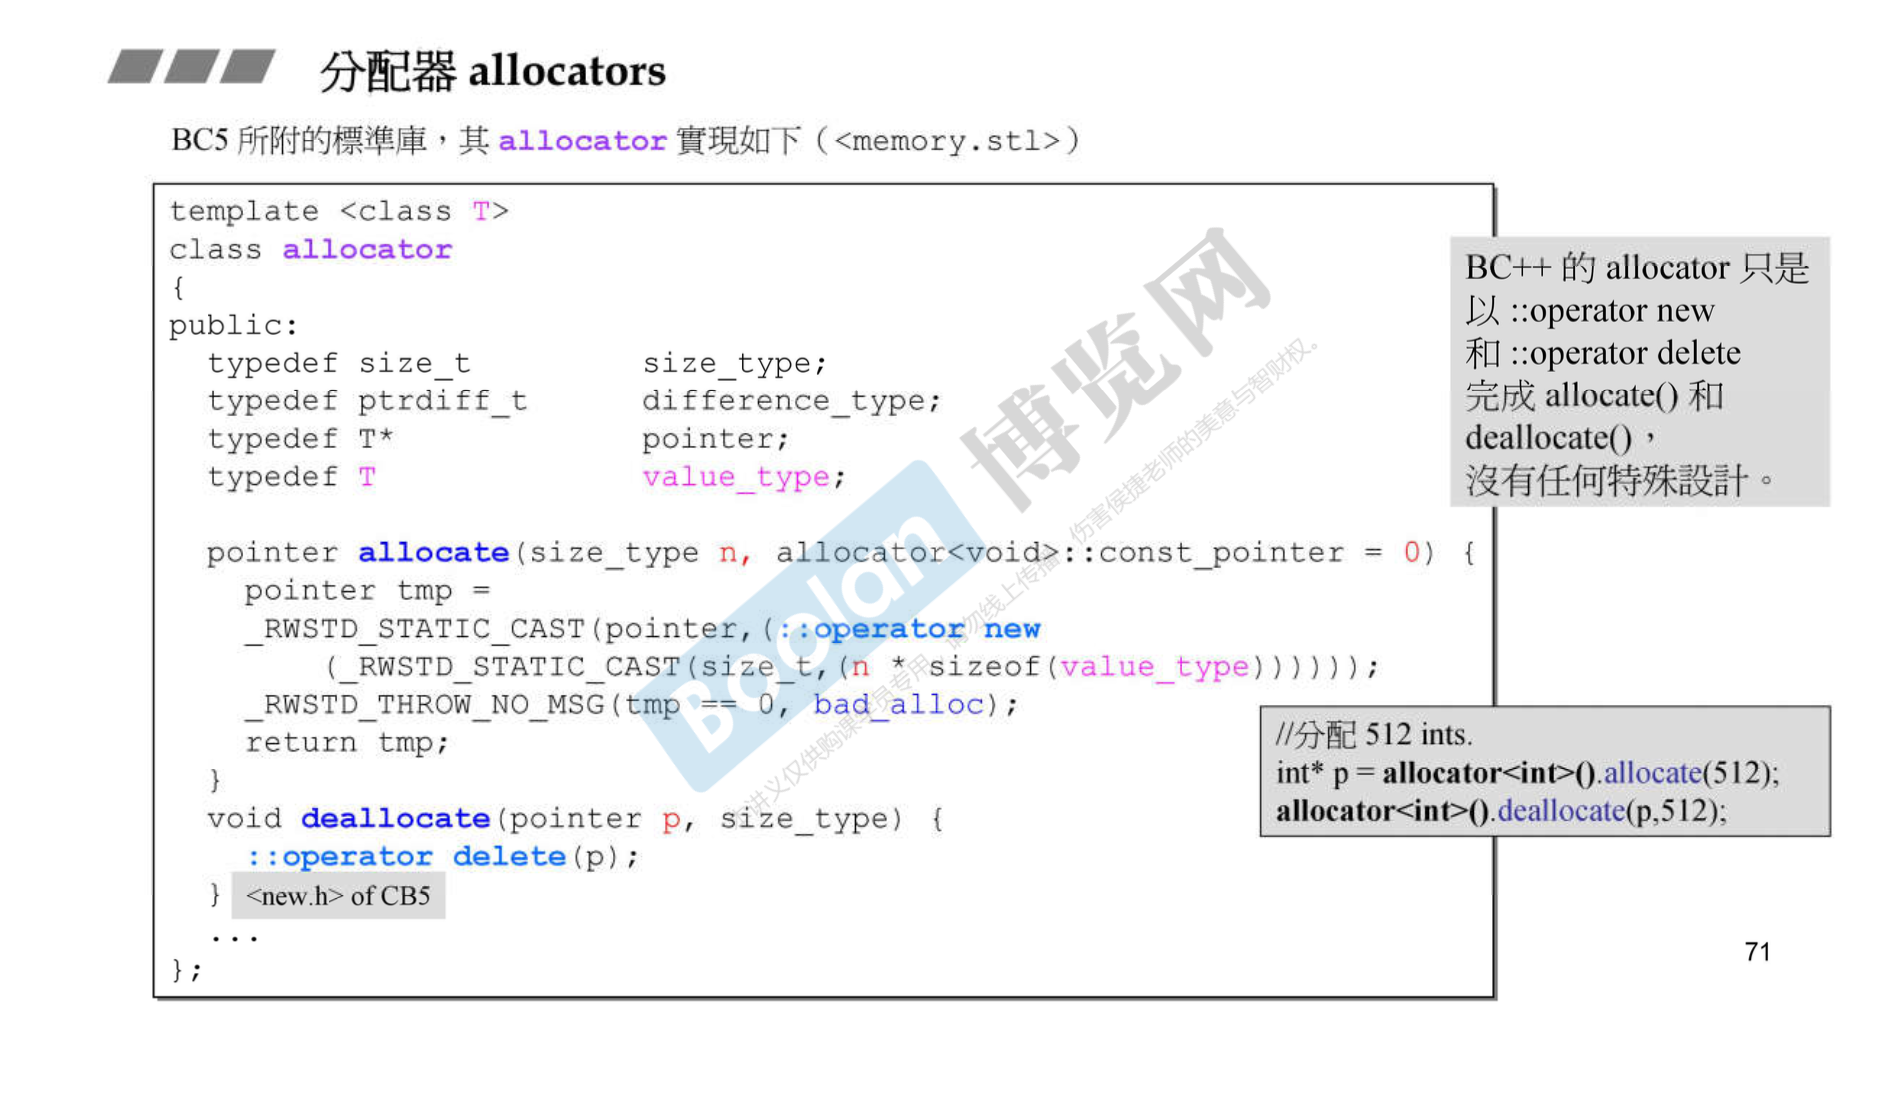 分配器 allocators
BC5 所附的標準庫，其 allocator 實現如下（<memory.stl>）
template <class T>
class allocator
{
public:
  typedef size_t         size_type;
  typedef ptrdiff_t      difference_type;
  typedef T*             pointer;
  typedef T              value_type;
  pointer allocate(size_type n, allocator<void>::const_pointer = 0) {
    pointer tmp =
    _RWSTD_STATIC_CAST(pointer,(::operator new
        (_RWSTD_STATIC_CAST(size_t,(n * sizeof(value_type))))));
    _RWSTD_THROW_NO_MSG(tmp == 0, bad_alloc);
    return tmp;
  }
  void deallocate(pointer p, size_type) {
    ::operator delete(p);
  }
<new.h> of CB5
  ...
};
BC++ 的 allocator 只是
以 ::operator new
和 ::operator delete
完成 allocate() 和
deallocate()，
沒有任何特殊設計。
//分配 512 ints.
int* p = allocator<int>().allocate(512);
allocator<int>().deallocate(p,512);
71
Boolan 博览网
讲义仅供购课学员专用，请勿线上传播，伤害侯捷老师的美意与智财权。